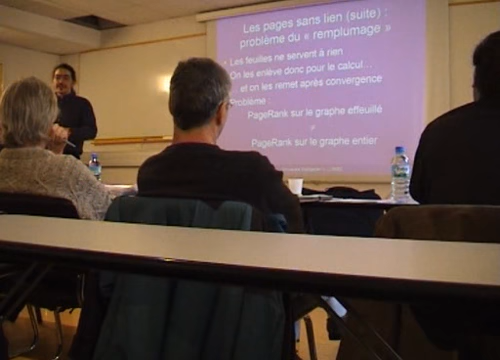 Les pages sans lien (suite) :
problème du « remplumage »
Les feuilles ne servent à rien
On les enlève donc pour le calcul...
et on les remet après convergence
Problème :
PageRank sur le graphe effeuillé
≠
PageRank sur le graphe entier